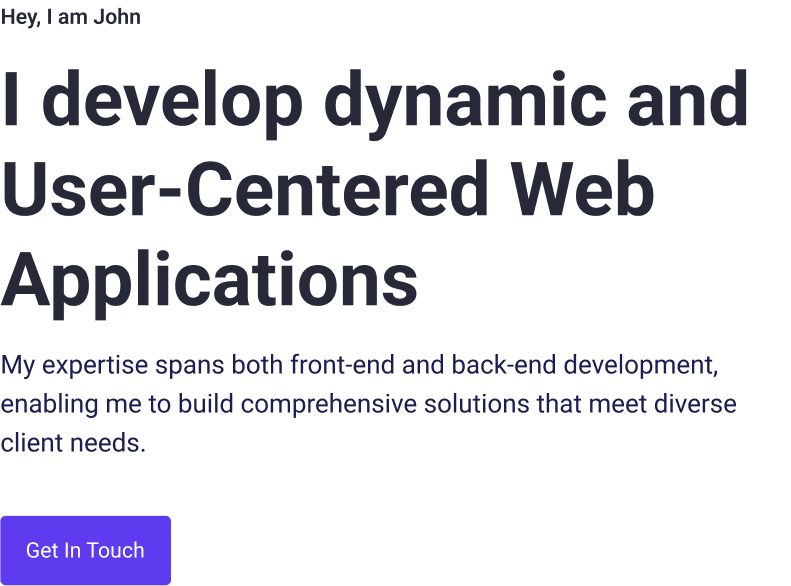 Hey, I am John
I develop dynamic and
User-Centered Web
Applications
My expertise spans both front-end and back-end development,
enabling me to build comprehensive solutions that meet diverse
client needs.
Get In Touch